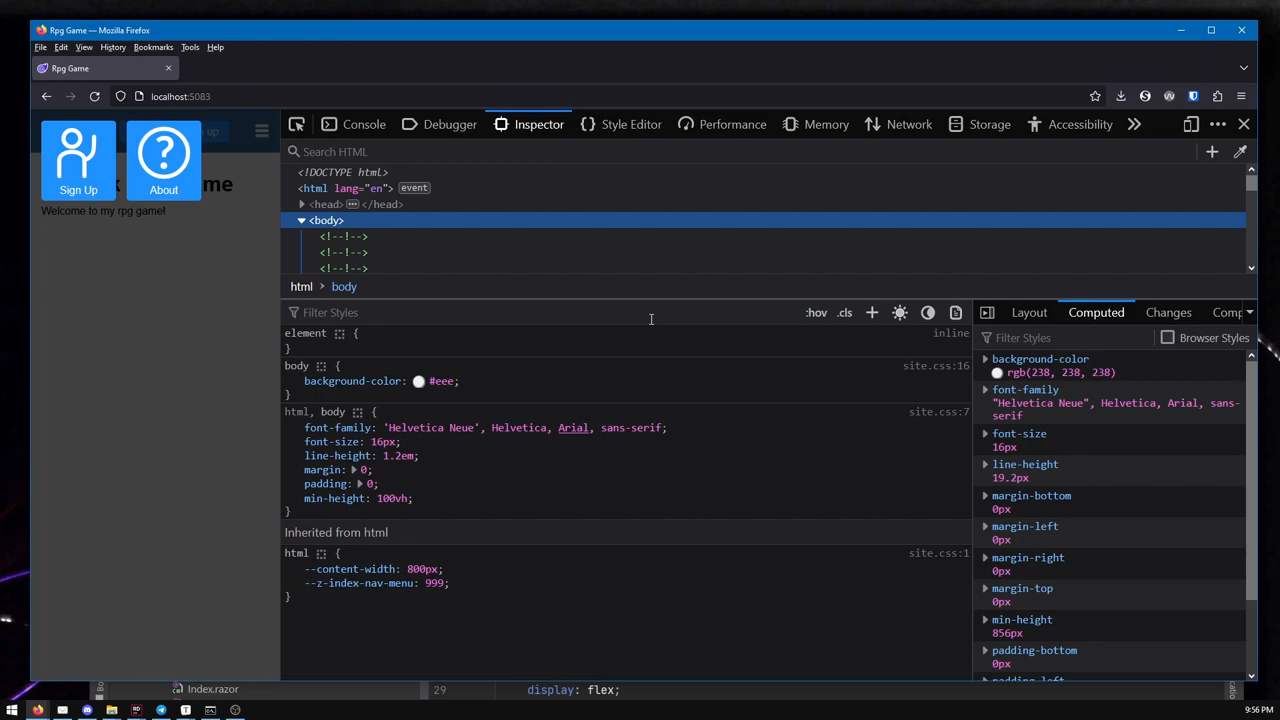 Rpg Game — Mozilla Firefox
File Edit View History Bookmarks Tools Help
Rpg Game
localhost:5083
Sign Up
About
up
k
me
Welcome to my rpg game!
Console Debugger Inspector Style Editor Performance Memory Network Storage Accessibility
Search HTML
<!DOCTYPE html>
<html lang="en"> event
<head> ••• </head>
<body>
<!--!-->
<!--!-->
<!--!-->
html body
Filter Styles :hov .cls +
element {
inline
}
body {
site.css:16
background-color: #eee;
}
html, body {
site.css:7
font-family: 'Helvetica Neue', Helvetica, Arial, sans-serif;
font-size: 16px;
line-height: 1.2em;
margin: 0;
padding: 0;
min-height: 100vh;
}
Inherited from html
html {
site.css:1
--content-width: 800px;
--z-index-nav-menu: 999;
}
Layout Computed Changes Comp
Filter Styles Browser Styles
background-color
rgb(238, 238, 238)
font-family
"Helvetica Neue", Helvetica, Arial, sans-
serif
font-size
16px
line-height
19.2px
margin-bottom
0px
margin-left
0px
margin-right
0px
margin-top
0px
min-height
856px
padding-bottom
0px
Index.razor
29 display: flex;
9:56 PM